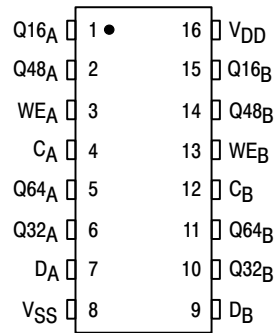 Q16A 1 16 VDD
Q48A 2 15 Q16B
WEA 3 14 Q48B
CA 4 13 WEB
Q64A 5 12 CB
Q32A 6 11 Q64B
DA 7 10 Q32B
VSS 8 9 DB